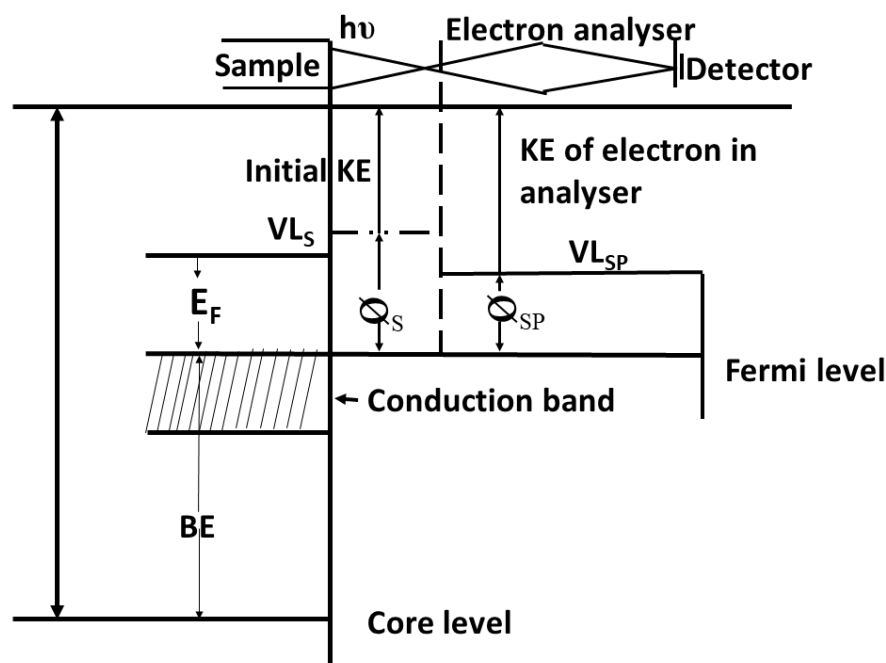 hυ
Electron analyser
Sample
Detector
Initial KE
KE of electron in
analyser
VLS
VLSP
EF
ØS
ØSP
Fermi level
Conduction band
BE
Core level